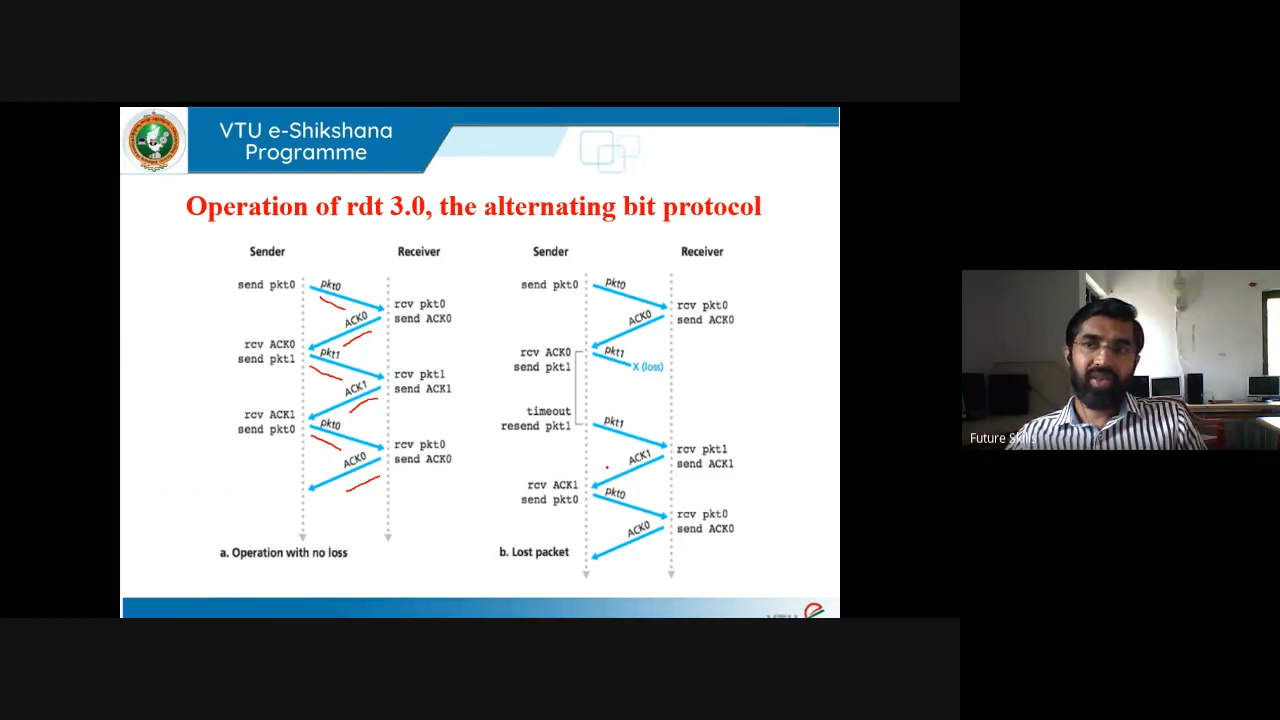 VTU e-Shikshana
Programme
Operation of rdt 3.0, the alternating bit protocol
Sender
Receiver
send pkt0
pkt0
rcv pkt0
send ACK0
ACK0
rcv ACK0
send pkt1
pkt1
rcv pkt1
send ACK1
ACK1
rcv ACK1
send pkt0
pkt0
rcv pkt0
send ACK0
ACK0
a. Operation with no loss
Sender
Receiver
send pkt0
pkt0
rcv pkt0
send ACK0
ACK0
rcv ACK0
send pkt1
pkt1
X (loss)
timeout
resend pkt1
pkt1
rcv pkt1
send ACK1
ACK1
rcv ACK1
send pkt0
pkt0
rcv pkt0
send ACK0
ACK0
b. Lost packet
VTU e
Future Skills